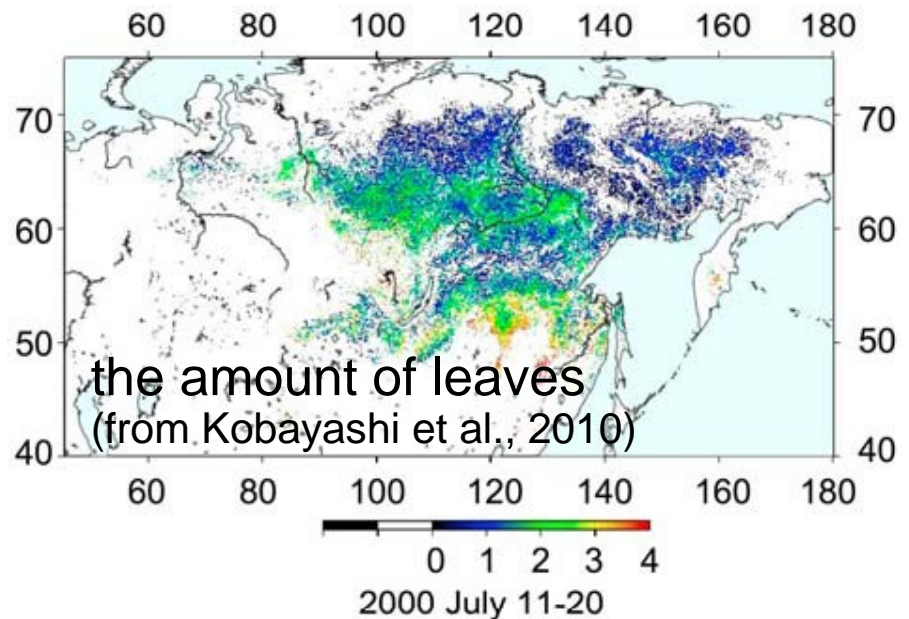 60 80 100 120 140 160 180
70 70
60 60
50 50
the amount of leaves
(from Kobayashi et al., 2010)
40 40
60 80 100 120 140 160 180
0 1 2 3 4
2000 July 11-20